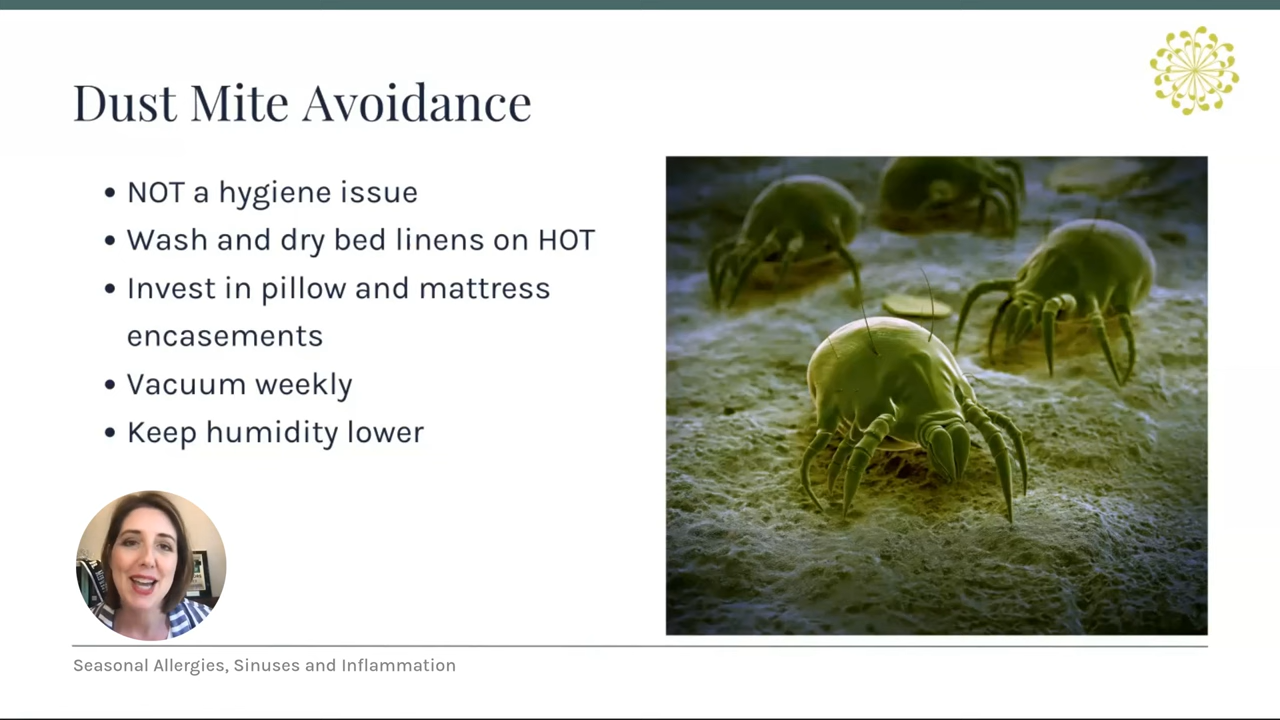 Dust Mite Avoidance
• NOT a hygiene issue
• Wash and dry bed linens on HOT
• Invest in pillow and mattress
encasements
• Vacuum weekly
• Keep humidity lower
Seasonal Allergies, Sinuses and Inflammation